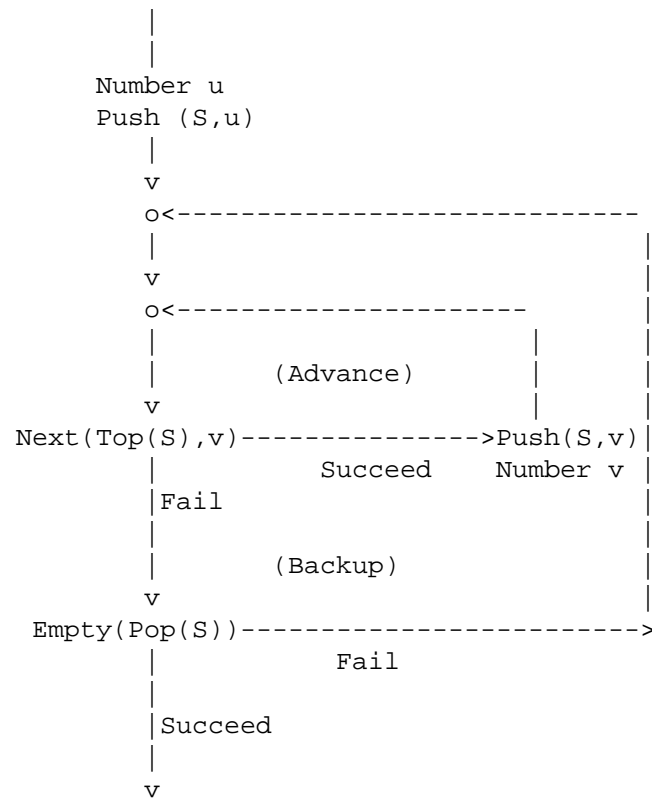 Number u
Push (S,u)
(Advance)
Next(Top(S),v) Push(S,v)
Succeed Number v
Fail
(Backup)
Empty(Pop(S))
Fail
Succeed